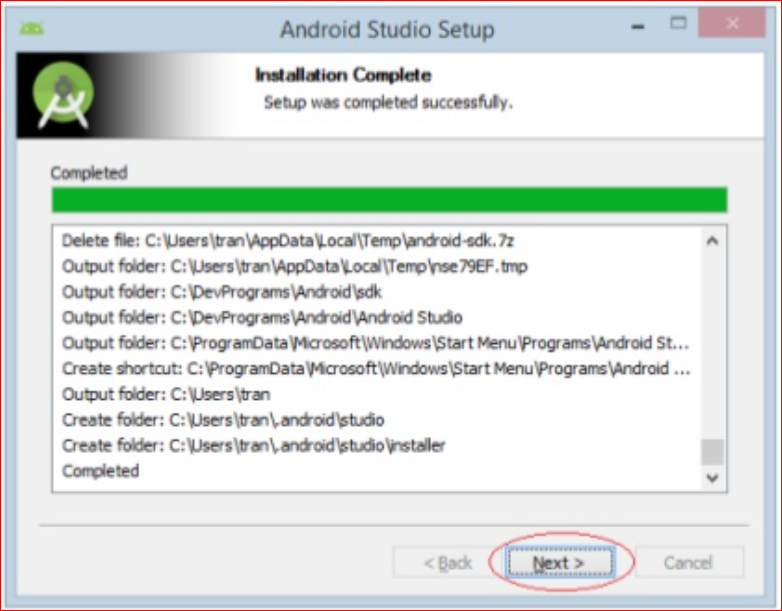 Android Studio Setup
Installation Complete
Setup was completed successfully.
Completed
Delete file: C:\Users\tran\AppData\Local\Temp\android-sdk.7z
Output folder: C:\Users\tran\AppData\Local\Temp\nse79EF.tmp
Output folder: C:\DevPrograms\Android\sdk
Output folder: C:\DevPrograms\Android\Android Studio
Output folder: C:\ProgramData\Microsoft\Windows\Start Menu\Programs\Android St...
Create shortcut: C:\ProgramData\Microsoft\Windows\Start Menu\Programs\Android ...
Output folder: C:\Users\tran
Create folder: C:\Users\tran\.android\studio
Create folder: C:\Users\tran\.android\studio\installer
Completed
< Back Next > Cancel